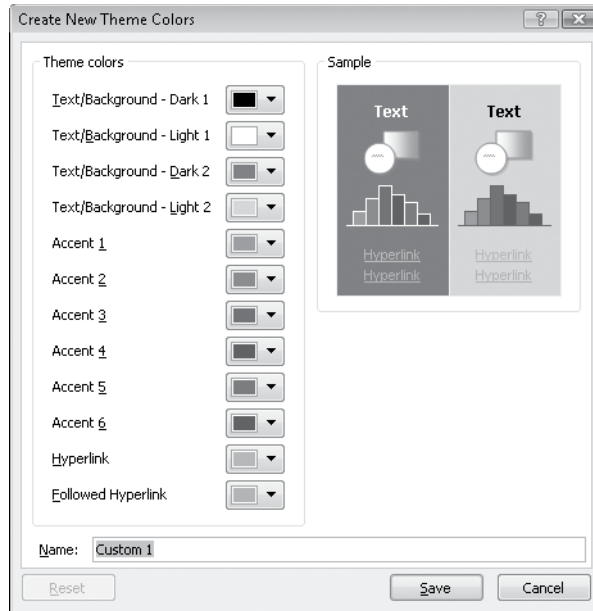 Create New Theme Colors
Theme colors
Text/Background - Dark 1
Text/Background - Light 1
Text/Background - Dark 2
Text/Background - Light 2
Accent 1
Accent 2
Accent 3
Accent 4
Accent 5
Accent 6
Hyperlink
Followed Hyperlink
Sample
Text Text
Hyperlink Hyperlink
Hyperlink Hyperlink
Name: Custom 1
Reset Save Cancel